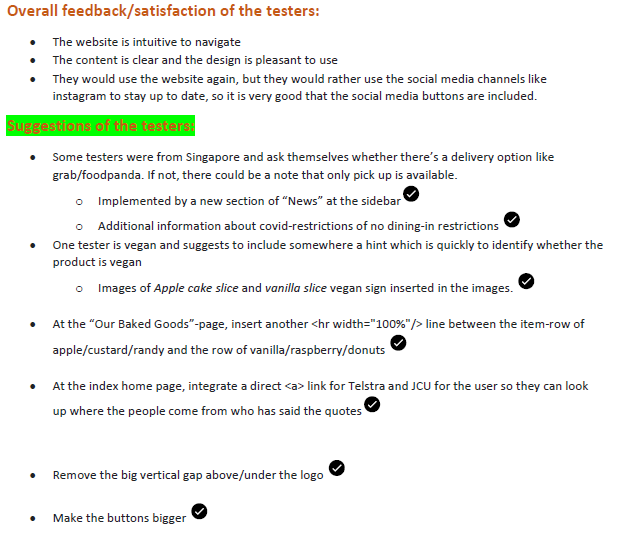 Overall feedback/satisfaction of the testers:
• The website is intuitive to navigate
• The content is clear and the design is pleasant to use
• They would use the website again, but they would rather use the social media channels like
instagram to stay up to date, so it is very good that the social media buttons are included.
Suggestions of the testers:
• Some testers were from Singapore and ask themselves whether there's a delivery option like
grab/foodpanda. If not, there could be a note that only pick up is available.
o Implemented by a new section of "News" at the sidebar
o Additional information about covid-restrictions of no dining-in restrictions
• One tester is vegan and suggests to include somewhere a hint which is quickly to identify whether the
product is vegan
o Images of Apple cake slice and vanilla slice vegan sign inserted in the images.
• At the "Our Baked Goods"-page, insert another <hr width="100%"/> line between the item-row of
apple/custard/randy and the row of vanilla/raspberry/donuts
• At the index home page, integrate a direct <a> link for Telstra and JCU for the user so they can look
up where the people come from who has said the quotes
• Remove the big vertical gap above/under the logo
• Make the buttons bigger